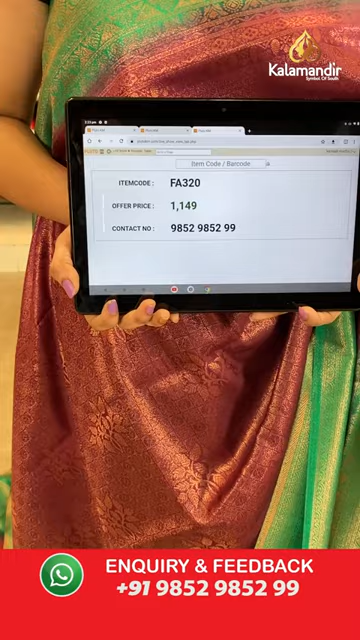 Kalamandir
Symbol Of South
Item Code / Barcode
ITEMCODE : FA320
OFFER PRICE : 1,149
CONTACT NO : 9852 9852 99
ENQUIRY & FEEDBACK
+91 9852 9852 99